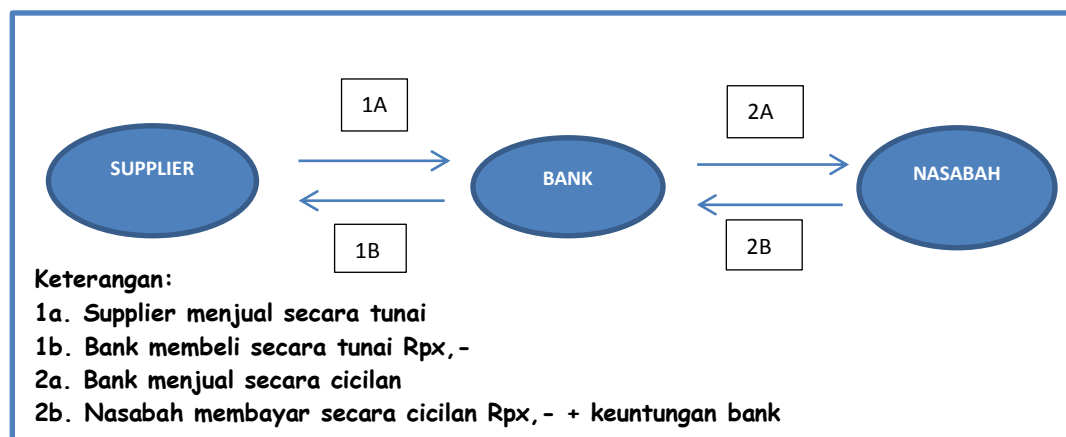 1A
2A
SUPPLIER
BANK
NASABAH
1B
2B
Keterangan:
1a. Supplier menjual secara tunai
1b. Bank membeli secara tunai Rpx,-
2a. Bank menjual secara cicilan
2b. Nasabah membayar secara cicilan Rpx,- + keuntungan bank